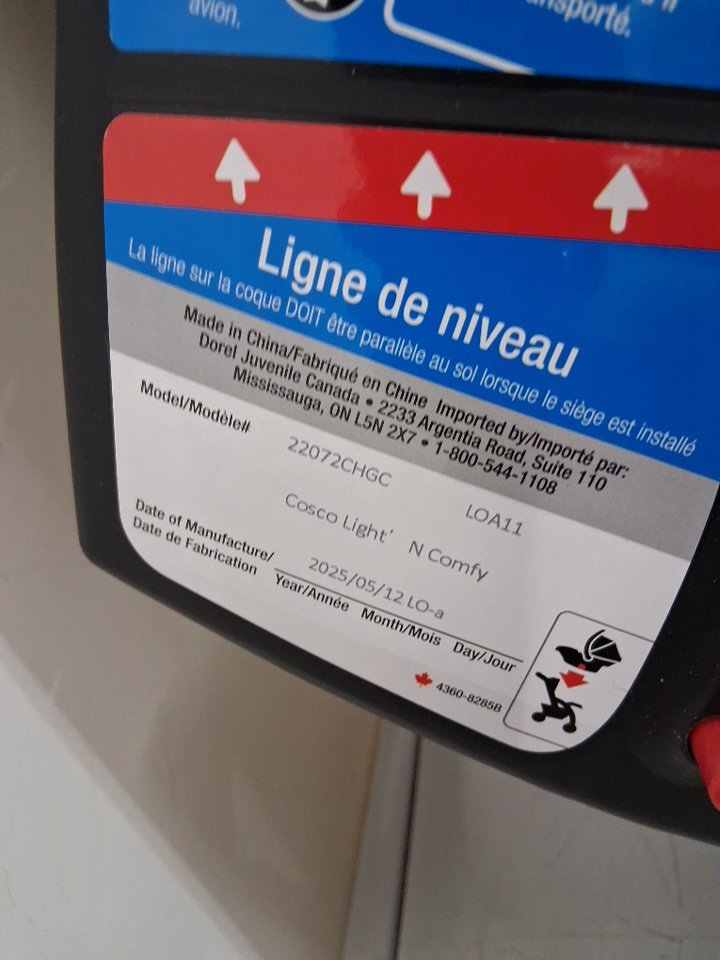 avion.
Ligne de niveau
La ligne sur la coque DOIT être parallèle au sol lorsque le siège est installé
Made in China/Fabriqué en Chine Imported by/Importé par:
Dorel Juvenile Canada • 2233 Argentia Road, Suite 110
Mississauga, ON L5N 2X7 • 1-800-544-1108
Model/Modèle#
22072CHGC LOA11
Cosco Light' N Comfy
Date of Manufacture/
Date de Fabrication
2025/05/12 LO-a
Year/Année Month/Mois Day/Jour
4360-8285B